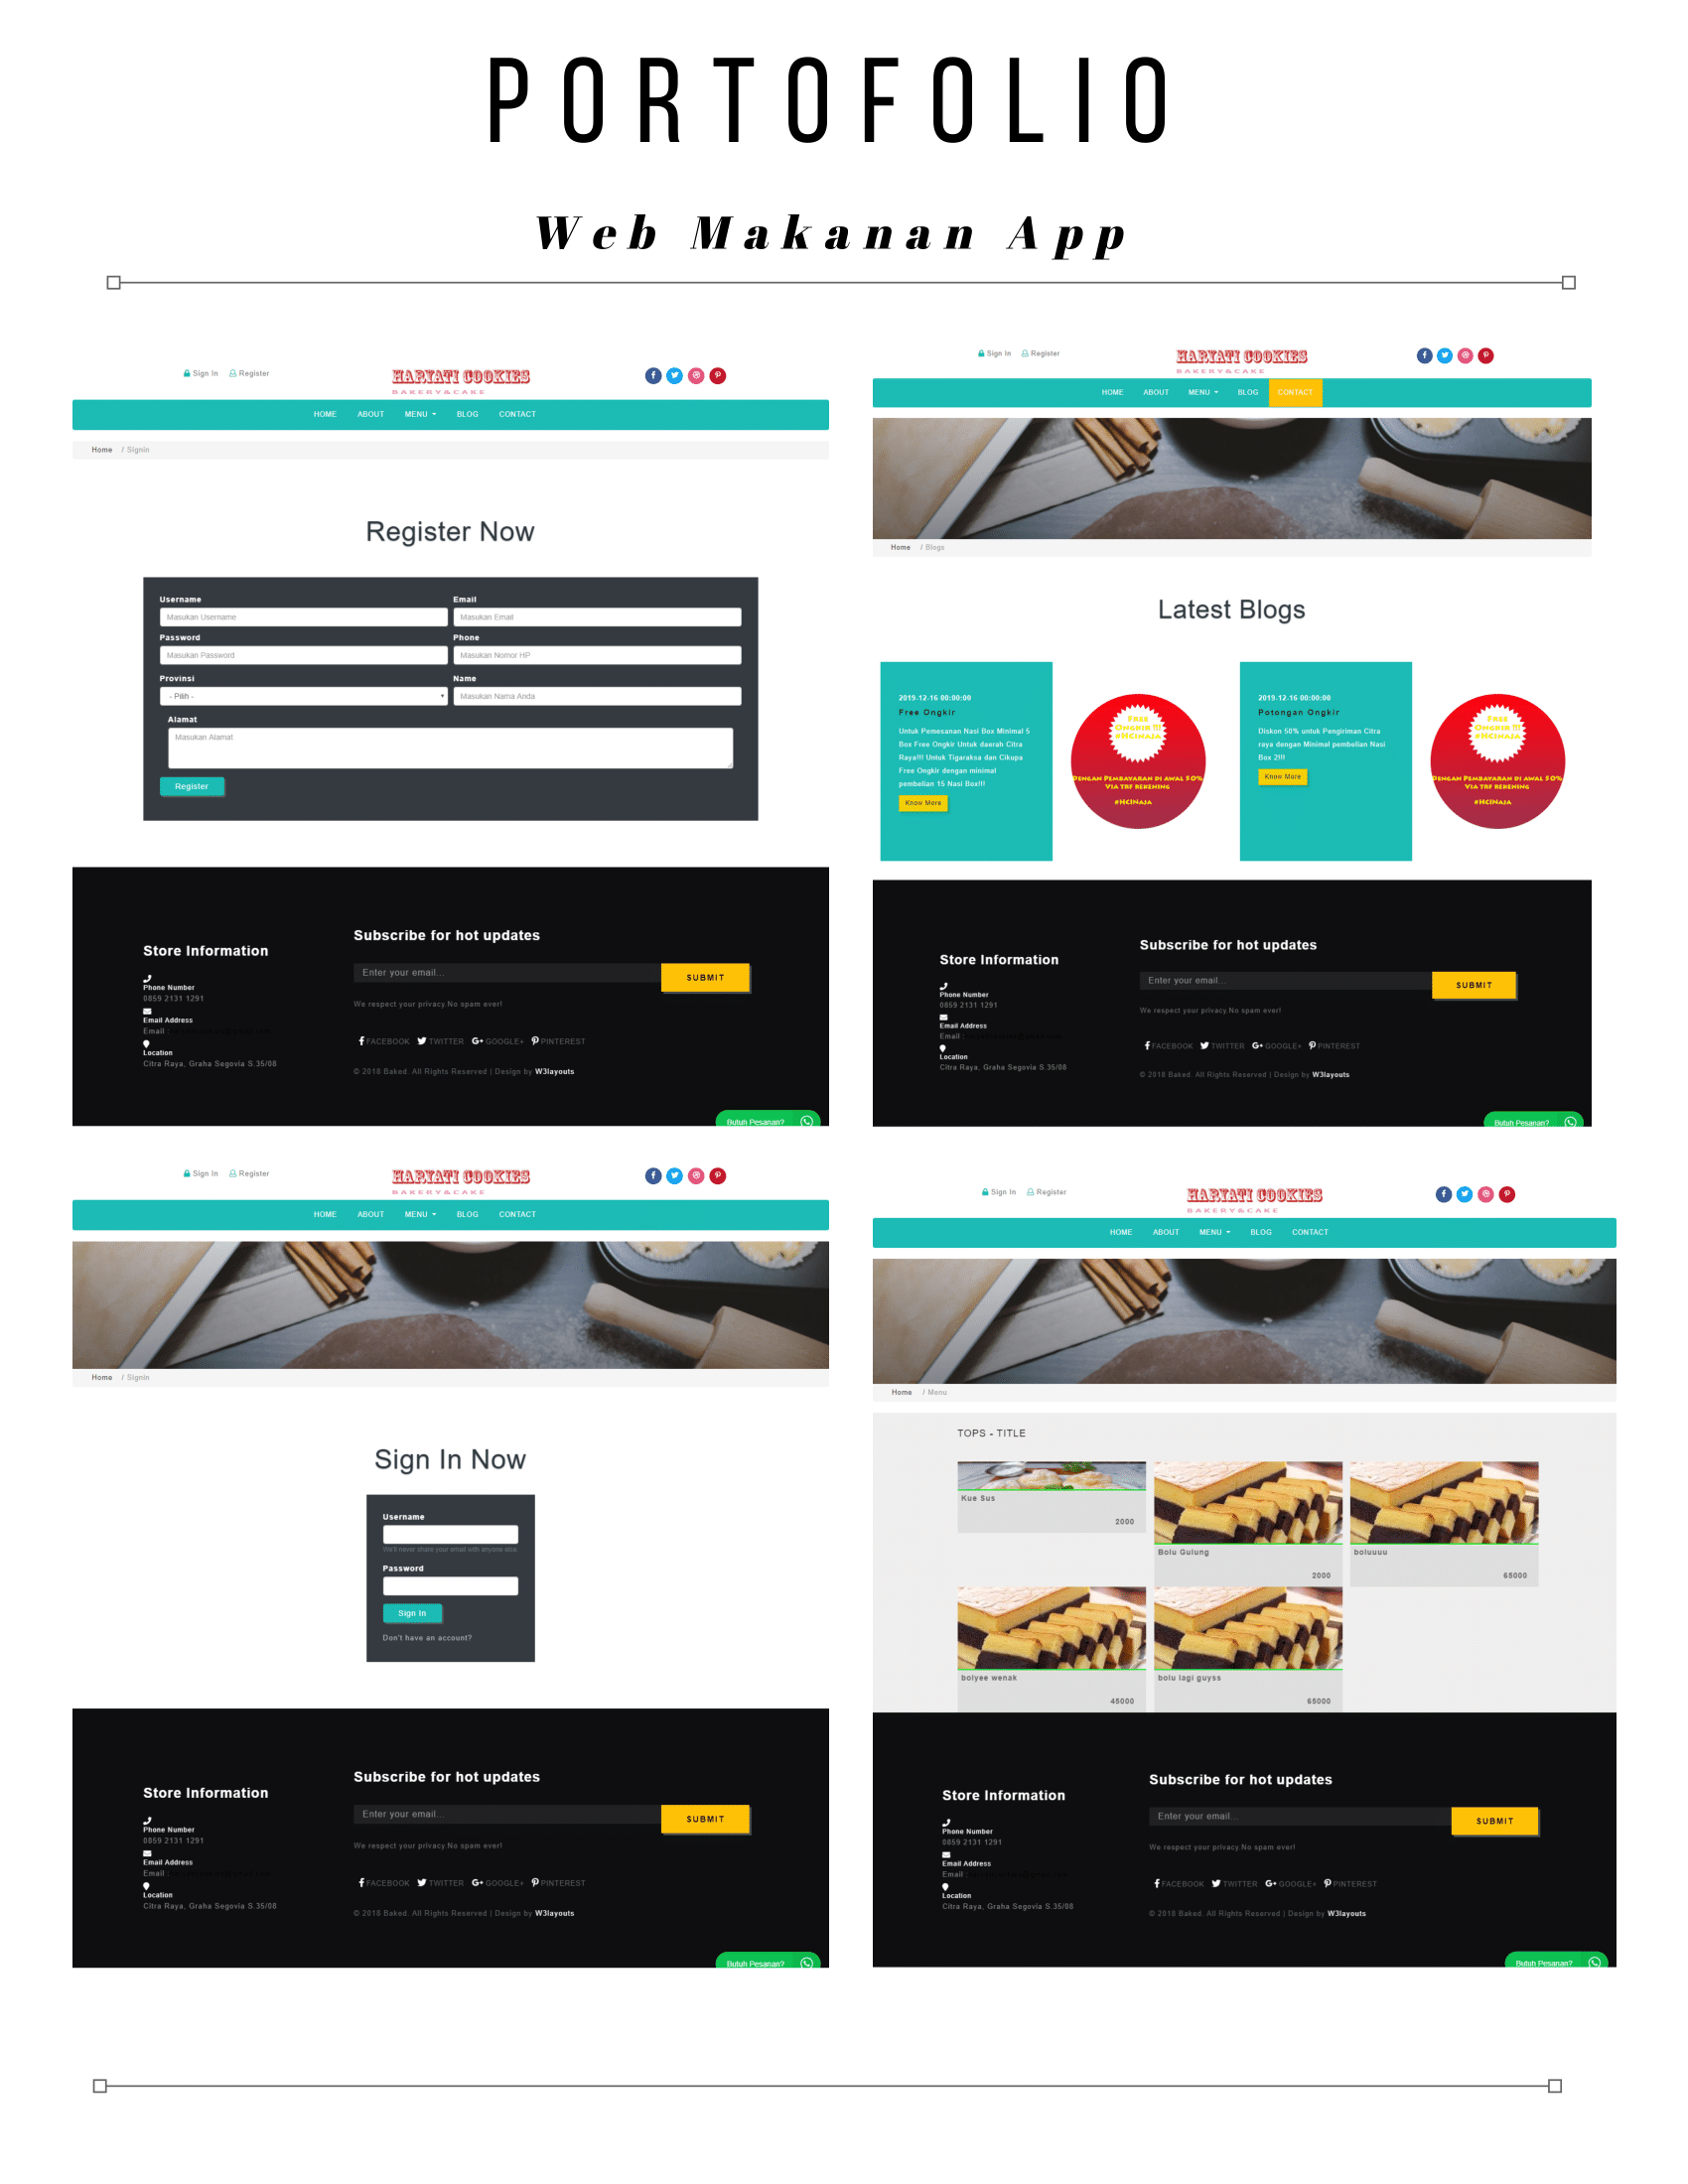 PORTOFOLIO
Web Makanan App
Sign In Register
HARYATI COOKIES
BAKERY&CAKE
HOME ABOUT MENU BLOG CONTACT
Home / Signin
Register Now
Username Email
Masukan Username Masukan Email
Password Phone
Masukan Password Masukan Nomor HP
Provinsi Name
- Pilih - Masukan Nama Anda
Alamat
Masukan Alamat
Register
Store Information
Phone Number
0859 2131 1291
Email Address
Email :
Location
Citra Raya, Graha Segovia S.35/08
Subscribe for hot updates
Enter your email... SUBMIT
We respect your privacy.No spam ever!
FACEBOOK TWITTER GOOGLE+ PINTEREST
© 2018 Baked. All Rights Reserved | Design by W3layouts
Butuh Pesanan?
Sign In Register
HARYATI COOKIES
BAKERY&CAKE
HOME ABOUT MENU BLOG CONTACT
Home / Blogs
Latest Blogs
2019-12-16 00:00:00
Free Ongkir
Untuk Pemesanan Nasi Box Minimal 5
Box Free Ongkir Untuk daerah Citra
Raya!!! Untuk Tigaraksa dan Cikupa
Free Ongkir dengan minimal
pembelian 15 Nasi Box!!!
Know More
Free
Ongkir !!!
#HCINAJA
Dengan Pembayaran di awal 50%
Via TRF Rekening
#HCINAJA
2019-12-16 00:00:00
Potongan Ongkir
Diskon 50% untuk Pengiriman Citra
raya dengan Minimal pembelian Nasi
Box 2!!!
Know More
Free
Ongkir !!!
#HCINAJA
Dengan Pembayaran di awal 50%
Via TRF Rekening
#HCINAJA
Store Information
Phone Number
0859 2131 1291
Email Address
Email :
Location
Citra Raya, Graha Segovia S.35/08
Subscribe for hot updates
Enter your email... SUBMIT
We respect your privacy.No spam ever!
FACEBOOK TWITTER GOOGLE+ PINTEREST
© 2018 Baked. All Rights Reserved | Design by W3layouts
Butuh Pesanan?
Sign In Register
HARYATI COOKIES
BAKERY&CAKE
HOME ABOUT MENU BLOG CONTACT
Home / Signin
Sign In Now
Username
We'll never share your email with anyone else.
Password
Sign In
Don't have an account?
Store Information
Phone Number
0859 2131 1291
Email Address
Email :
Location
Citra Raya, Graha Segovia S.35/08
Subscribe for hot updates
Enter your email... SUBMIT
We respect your privacy.No spam ever!
FACEBOOK TWITTER GOOGLE+ PINTEREST
© 2018 Baked. All Rights Reserved | Design by W3layouts
Butuh Pesanan?
Sign In Register
HARYATI COOKIES
BAKERY&CAKE
HOME ABOUT MENU BLOG CONTACT
Home / Menu
TOPS - TITLE
Kue Sus
2000
Bolu Gulung
2000
boluuuu
65000
bolyee wenak
45000
bolu lagi guyss
65000
Store Information
Phone Number
0859 2131 1291
Email Address
Email :
Location
Citra Raya, Graha Segovia S.35/08
Subscribe for hot updates
Enter your email... SUBMIT
We respect your privacy.No spam ever!
FACEBOOK TWITTER GOOGLE+ PINTEREST
© 2018 Baked. All Rights Reserved | Design by W3layouts
Butuh Pesanan?